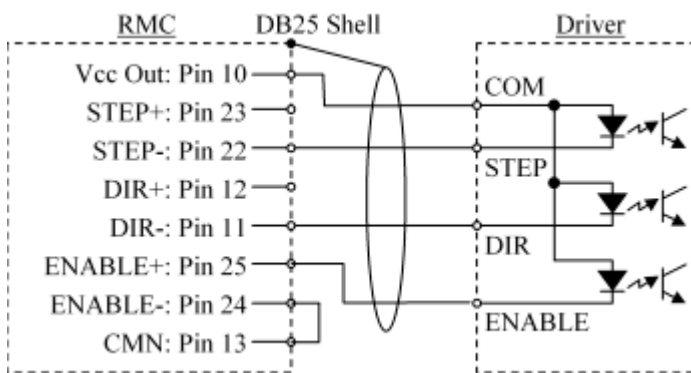 RMC DB25 Shell Driver
Vcc Out: Pin 10
COM
STEP+: Pin 23
STEP-: Pin 22
STEP
DIR+: Pin 12
DIR-: Pin 11
DIR
ENABLE+: Pin 25
ENABLE-: Pin 24
ENABLE
CMN: Pin 13